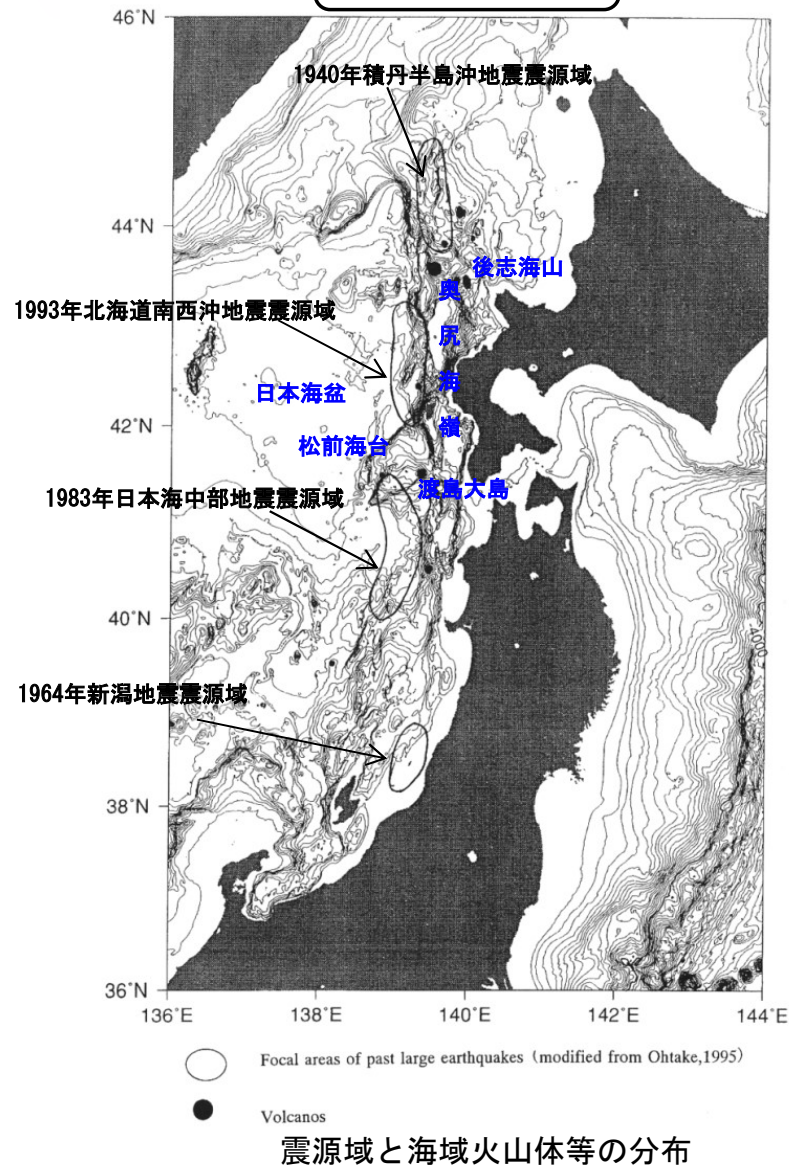 46°N
1940年積丹半島沖地震震源域
44°N
後志海山
奥尻海嶺
1993年北海道南西沖地震震源域
日本海盆
42°N
松前海台
渡島大島
1983年日本海中部地震震源域
40°N
4000
1964年新潟地震震源域
38°N
36°N
136°E
138°E
140°E
142°E
144°E
Focal areas of past large earthquakes (modified from Ohtake,1995)
Volcanos
震源域と海域火山体等の分布